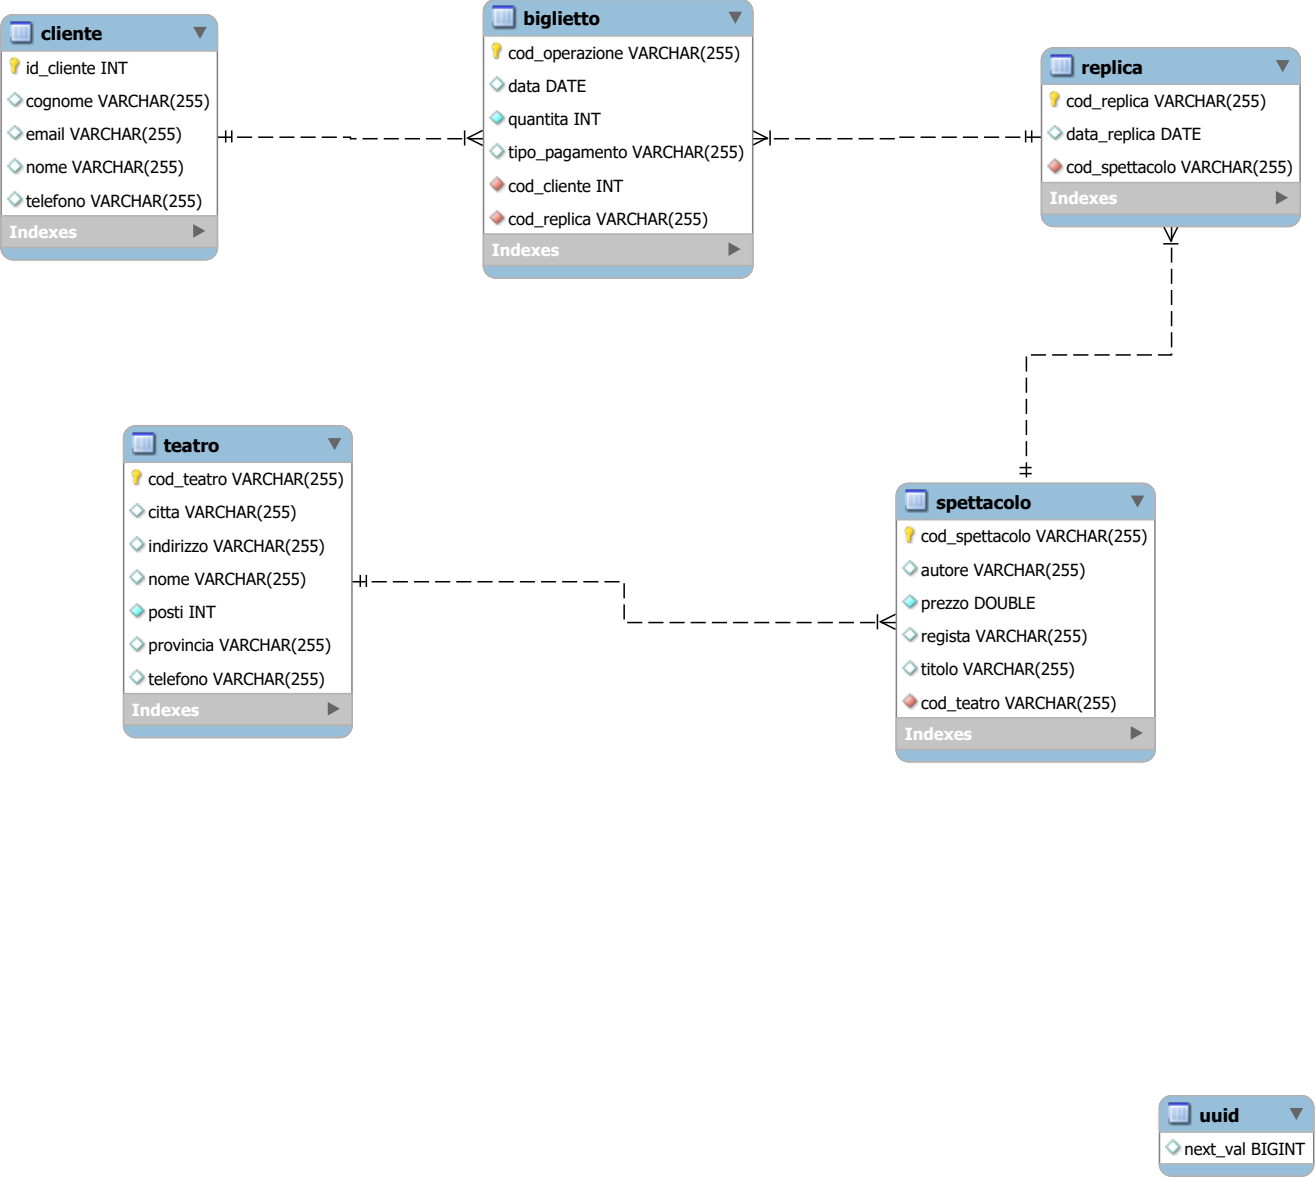 cliente
id_cliente INT
cognome VARCHAR(255)
email VARCHAR(255)
nome VARCHAR(255)
telefono VARCHAR(255)
Indexes
biglietto
cod_operazione VARCHAR(255)
data DATE
quantita INT
tipo_pagamento VARCHAR(255)
cod_cliente INT
cod_replica VARCHAR(255)
Indexes
replica
cod_replica VARCHAR(255)
data_replica DATE
cod_spettacolo VARCHAR(255)
Indexes
teatro
cod_teatro VARCHAR(255)
citta VARCHAR(255)
indirizzo VARCHAR(255)
nome VARCHAR(255)
posti INT
provincia VARCHAR(255)
telefono VARCHAR(255)
Indexes
spettacolo
cod_spettacolo VARCHAR(255)
autore VARCHAR(255)
prezzo DOUBLE
regista VARCHAR(255)
titolo VARCHAR(255)
cod_teatro VARCHAR(255)
Indexes
uuid
next_val BIGINT